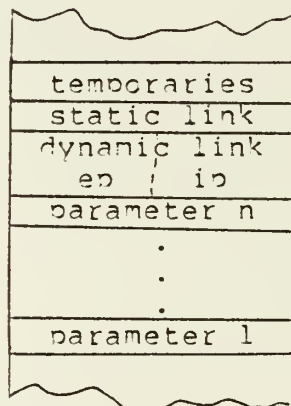 temporaries
static link
dynamic link
ep / ip
parameter n
.
.
.
parameter 1